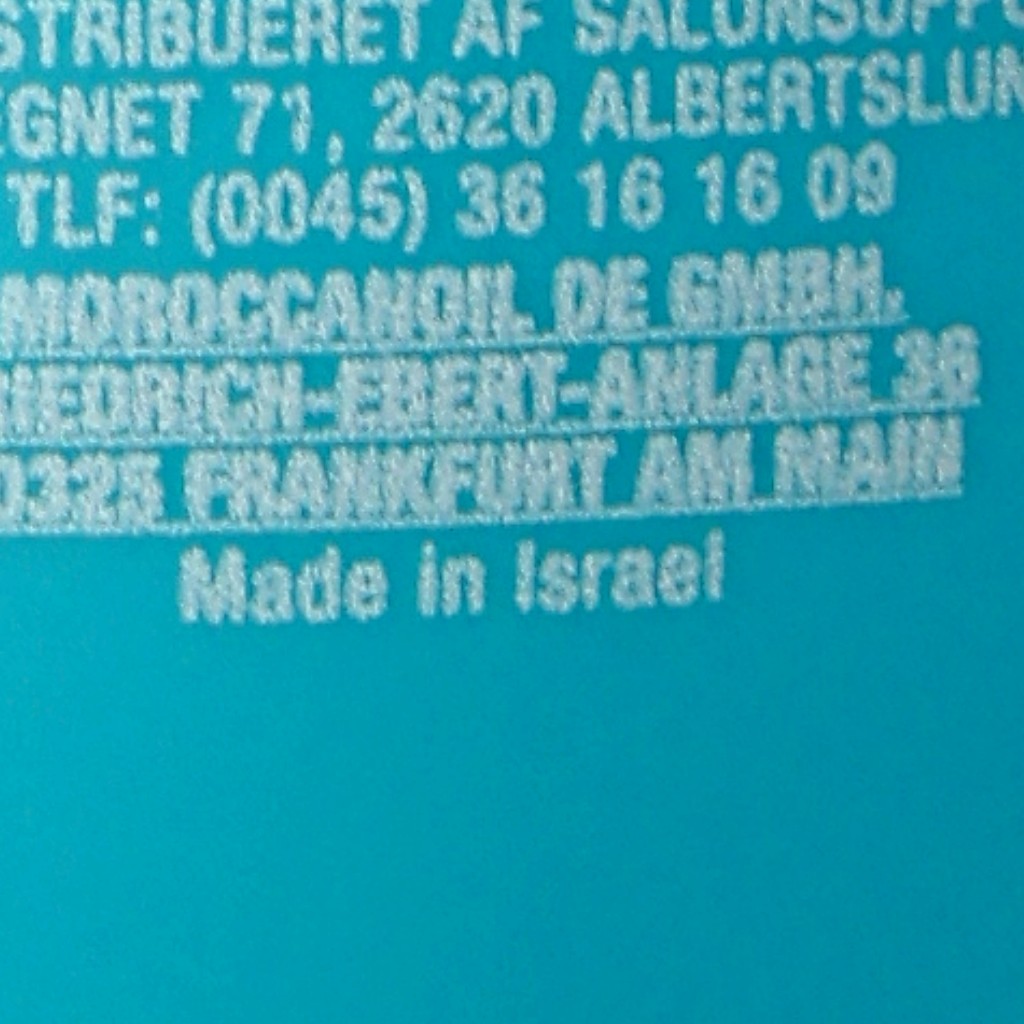 STRIBUERET AF SALONSUPPO
EGNET 71, 2620 ALBERTSLUN
TLF: (0045) 36 16 16 09
MOROCCANOIL DE GMBH,
IEDRICH-EBERT-ANLAGE 36
0325 FRANKFURT AM MAIN
Made in Israel